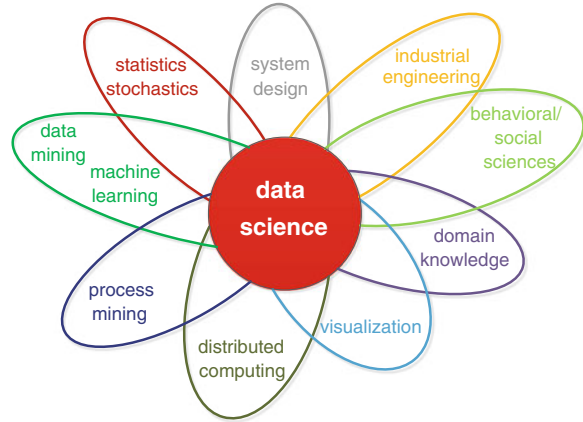 statistics
stochastics
system
design
industrial
engineering
behavioral/
social
sciences
data
mining
machine
learning
data
science
domain
knowledge
process
mining
visualization
distributed
computing